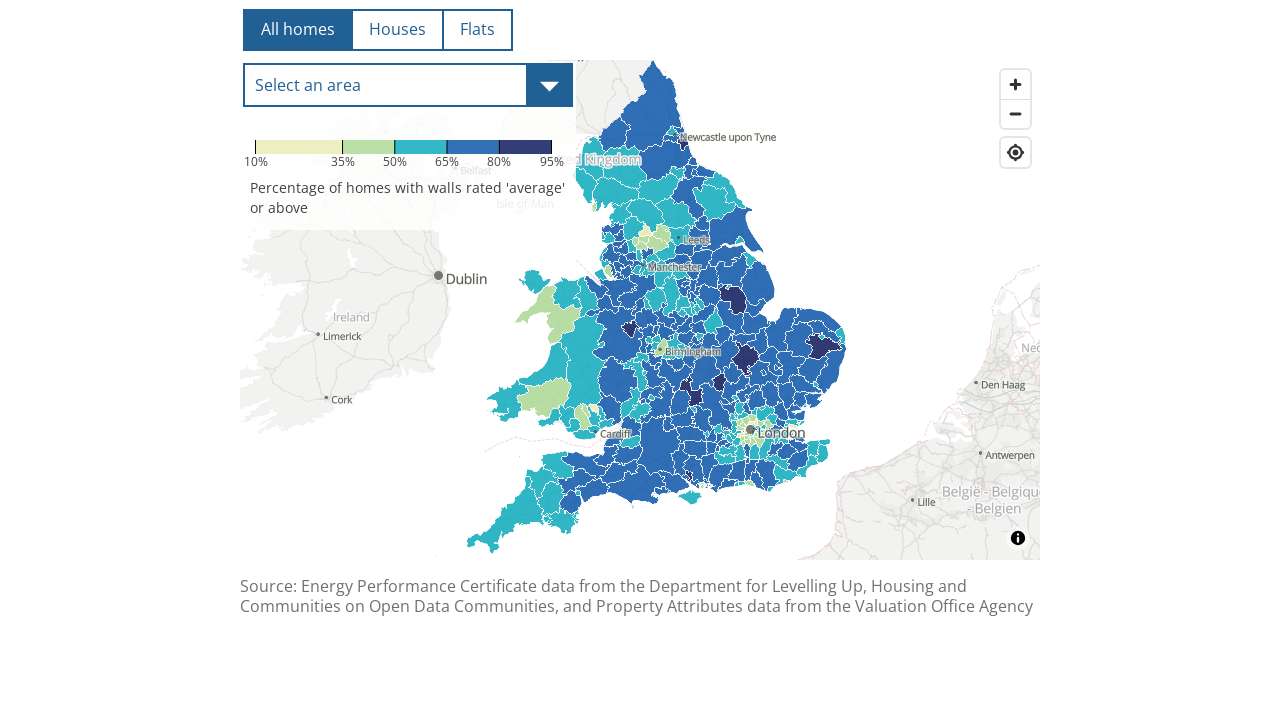 All homes Houses Flats
Select an area
10% 35% 50% 65% 80% 95%
Percentage of homes with walls rated 'average'
or above
Newcastle upon Tyne
Kingdom
Belfast
Isle of Man
Leeds
Manchester
Dublin
Ireland
Limerick
Birmingham
Den Haag
Cork
Cardiff
London
Antwerpen
België - Belgique
- Belgien
Lille
Source: Energy Performance Certificate data from the Department for Levelling Up, Housing and
Communities on Open Data Communities, and Property Attributes data from the Valuation Office Agency